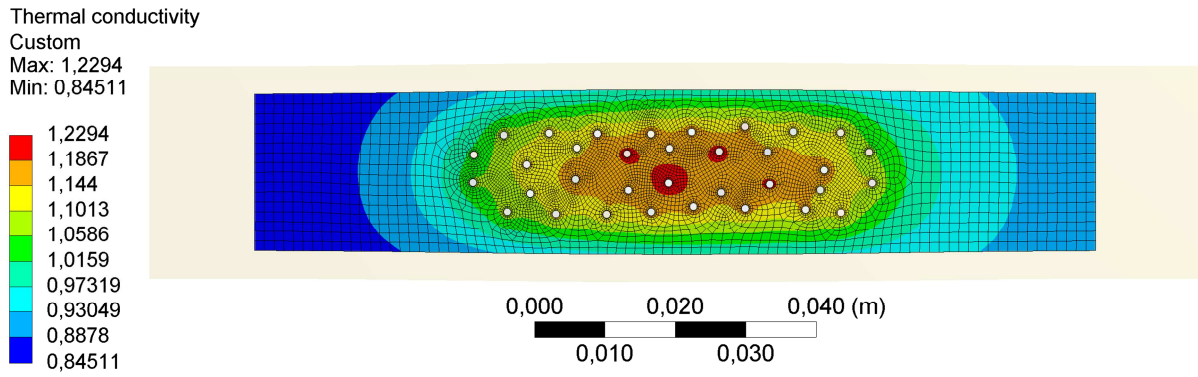 Thermal conductivity
Custom
Max: 1,2294
Min: 0,84511
1,2294
1,1867
1,144
1,1013
1,0586
1,0159
0,97319
0,93049
0,8878
0,84511
0,000 0,020 0,040 (m)
0,010 0,030